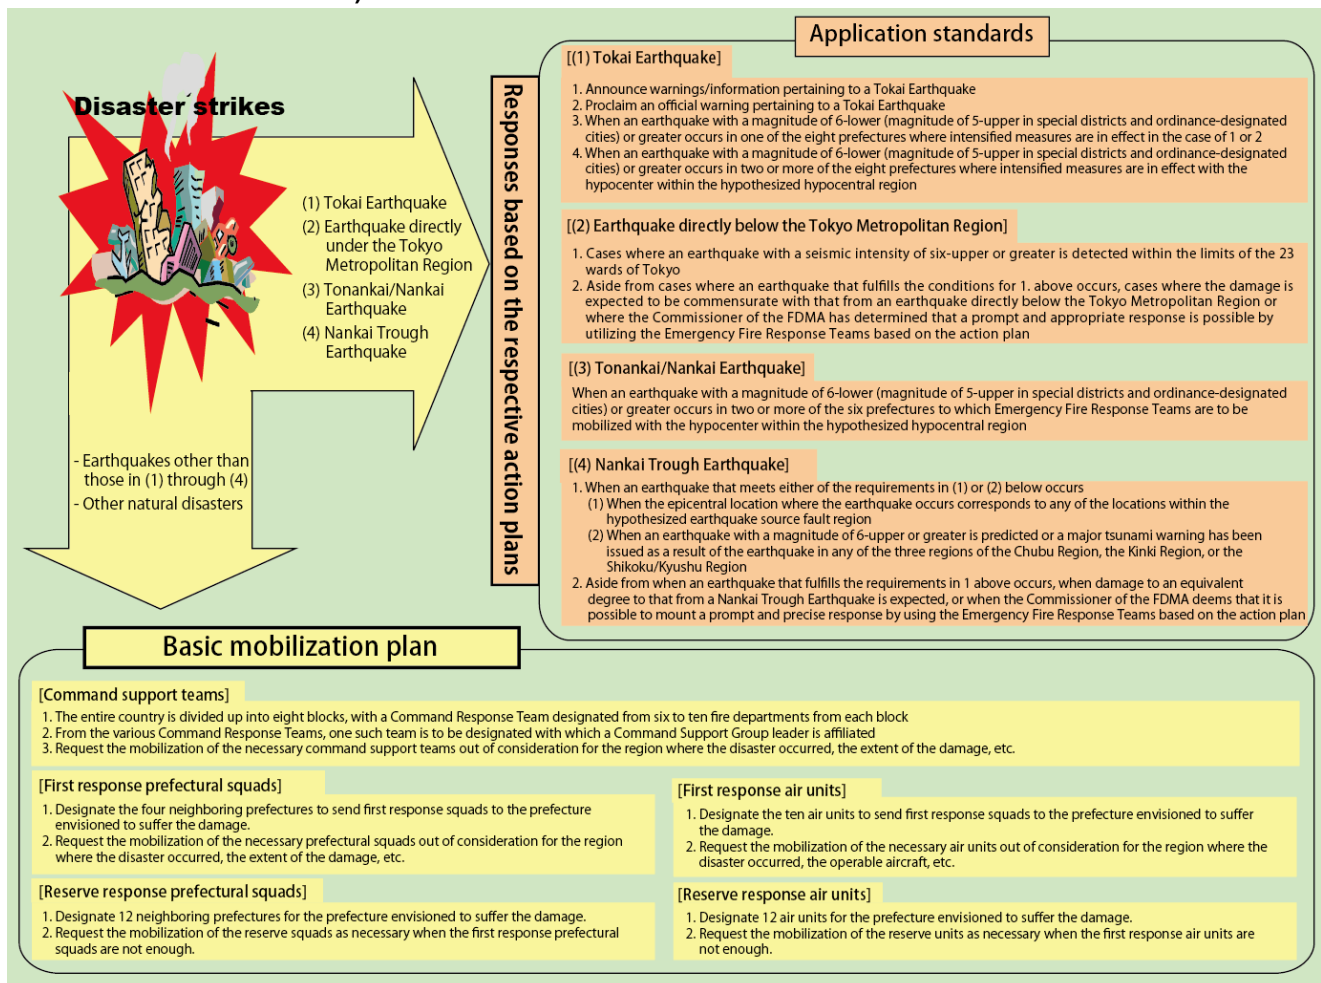 Disaster strikes
(1) Tokai Earthquake
(2) Earthquake directly
under the Tokyo
Metropolitan Region
(3) Tonankai/Nankai
Earthquake
(4) Nankai Trough
Earthquake
- Earthquakes other than
those in (1) through (4)
- Other natural disasters
Responses based on the respective action plans
Application standards
[(1) Tokai Earthquake]
1. Announce warnings/information pertaining to a Tokai Earthquake
2. Proclaim an official warning pertaining to a Tokai Earthquake
3. When an earthquake with a magnitude of 6-lower (magnitude of 5-upper in special districts and ordinance-designated
cities) or greater occurs in one of the eight prefectures where intensified measures are in effect in the case of 1 or 2
4. When an earthquake with a magnitude of 6-lower (magnitude of 5-upper in special districts and ordinance-designated
cities) or greater occurs in two or more of the eight prefectures where intensified measures are in effect with the
hypocenter within the hypothesized hypocentral region
[(2) Earthquake directly below the Tokyo Metropolitan Region]
1. Cases where an earthquake with a seismic intensity of six-upper or greater is detected within the limits of the 23
wards of Tokyo
2. Aside from cases where an earthquake that fulfills the conditions for 1. above occurs, cases where the damage is
expected to be commensurate with that from an earthquake directly below the Tokyo Metropolitan Region or
where the Commissioner of the FDMA has determined that a prompt and appropriate response is possible by
utilizing the Emergency Fire Response Teams based on the action plan
[(3) Tonankai/Nankai Earthquake]
When an earthquake with a magnitude of 6-lower (magnitude of 5-upper in special districts and ordinance-designated
cities) or greater occurs in two or more of the six prefectures to which Emergency Fire Response Teams are to be
mobilized with the hypocenter within the hypothesized hypocentral region
[(4) Nankai Trough Earthquake]
1. When an earthquake that meets either of the requirements in (1) or (2) below occurs
(1) When the epicentral location where the earthquake occurs corresponds to any of the locations within the
hypothesized earthquake source fault region
(2) When an earthquake with a magnitude of 6-upper or greater is predicted or a major tsunami warning has been
issued as a result of the earthquake in any of the three regions of the Chubu Region, the Kinki Region, or the
Shikoku/Kyushu Region
2. Aside from when an earthquake that fulfills the requirements in 1 above occurs, when damage to an equivalent
degree to that from a Nankai Trough Earthquake is expected, or when the Commissioner of the FDMA deems that it is
possible to mount a prompt and precise response by using the Emergency Fire Response Teams based on the action plan
Basic mobilization plan
[Command support teams]
1. The entire country is divided up into eight blocks, with a Command Response Team designated from six to ten fire departments from each block
2. From the various Command Response Teams, one such team is to be designated with which a Command Support Group leader is affiliated
3. Request the mobilization of the necessary command support teams out of consideration for the region where the disaster occurred, the extent of the damage, etc.
[First response prefectural squads]
1. Designate the four neighboring prefectures to send first response squads to the prefecture
envisioned to suffer the damage.
2. Request the mobilization of the necessary prefectural squads out of consideration for the region
where the disaster occurred, the extent of the damage, etc.
[First response air units]
1. Designate the ten air units to send first response squads to the prefecture envisioned to suffer
the damage.
2. Request the mobilization of the necessary air units out of consideration for the region where the
disaster occurred, the operable aircraft, etc.
[Reserve response prefectural squads]
1. Designate 12 neighboring prefectures for the prefecture envisioned to suffer the damage.
2. Request the mobilization of the reserve squads as necessary when the first response prefectural
squads are not enough.
[Reserve response air units]
1. Designate 12 air units for the prefecture envisioned to suffer the damage.
2. Request the mobilization of the reserve units as necessary when the first response air units are
not enough.